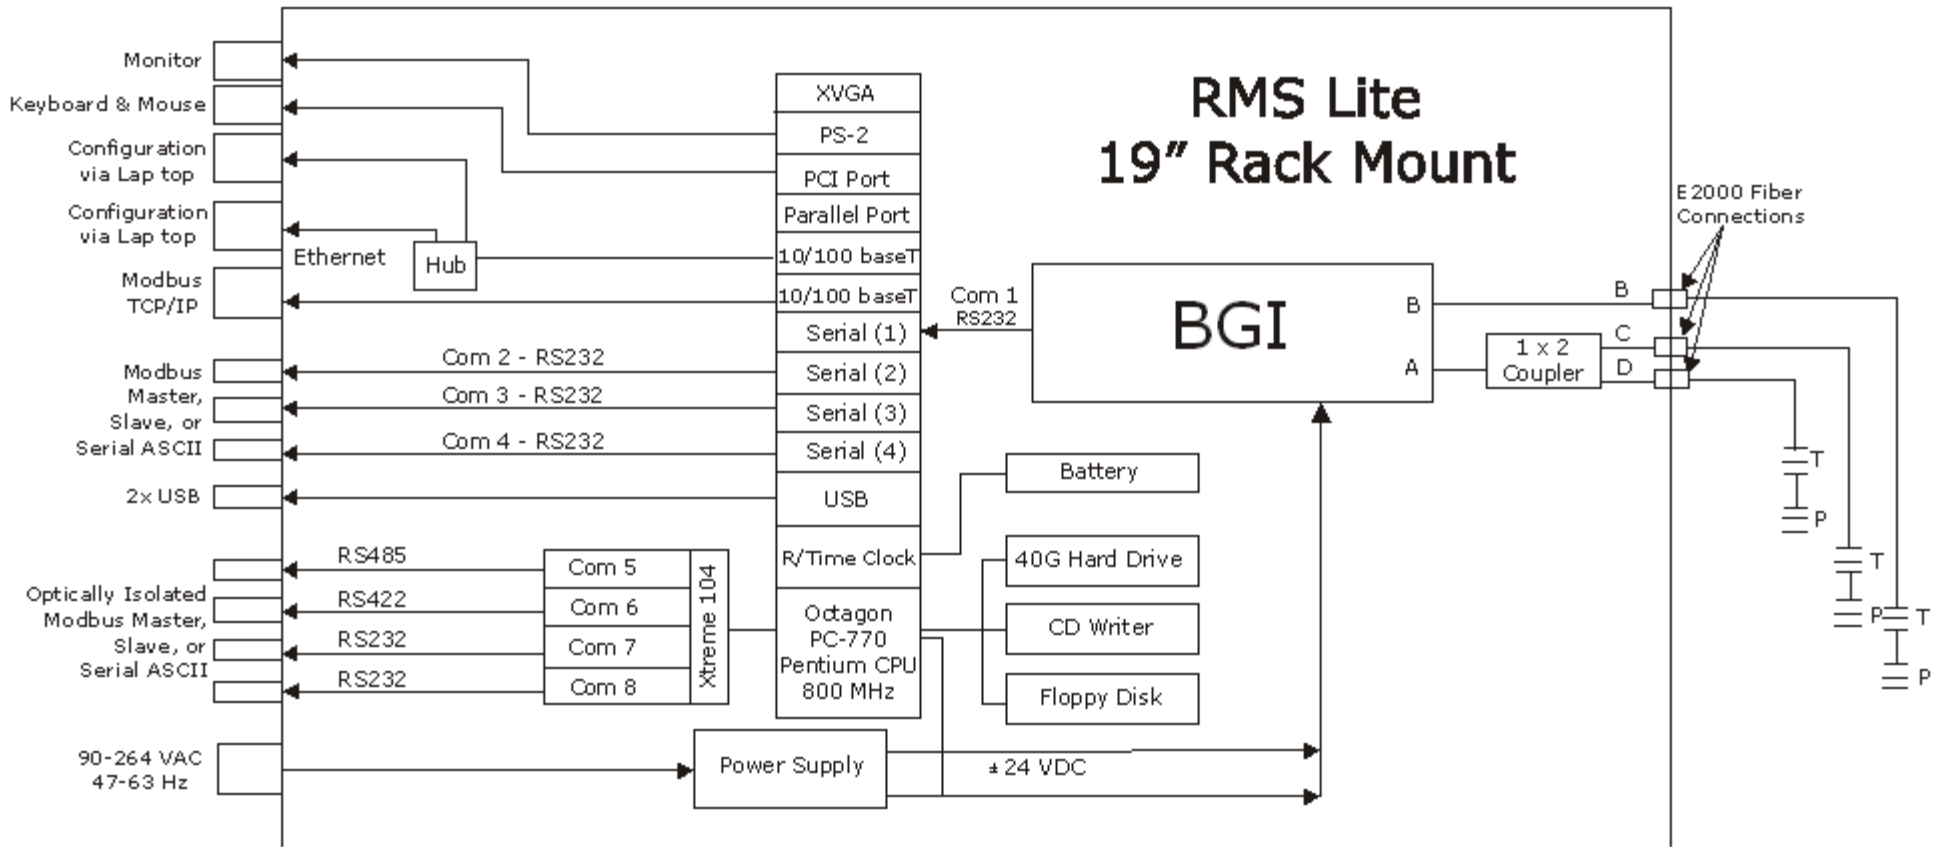 RMS Lite
19” Rack Mount
Monitor
Keyboard & Mouse
Configuration
via Lap top
Configuration
via Lap top
Modbus
TCP/IP
Modbus
Master,
Slave, or
Serial ASCII
2x USB
Optically Isolated
Modbus Master,
Slave, or
Serial ASCII
90-264 VAC
47-63 Hz
Ethernet
Hub
Com 2 - RS232
Com 3 - RS232
Com 4 - RS232
RS485
RS422
RS232
RS232
Com 5
Com 6
Com 7
Com 8
Xtreme 104
XVGA
PS-2
PCI Port
Parallel Port
10/100 baseT
10/100 baseT
Serial (1)
Serial (2)
Serial (3)
Serial (4)
USB
R/Time Clock
Octagon
PC-770
Pentium CPU
800 MHz
Power Supply
± 24 VDC
Com 1
RS232
BGI
B
A
Battery
40G Hard Drive
CD Writer
Floppy Disk
1 x 2
Coupler
B
C
D
E2000 Fiber
Connections
T
P
T
P
T
P